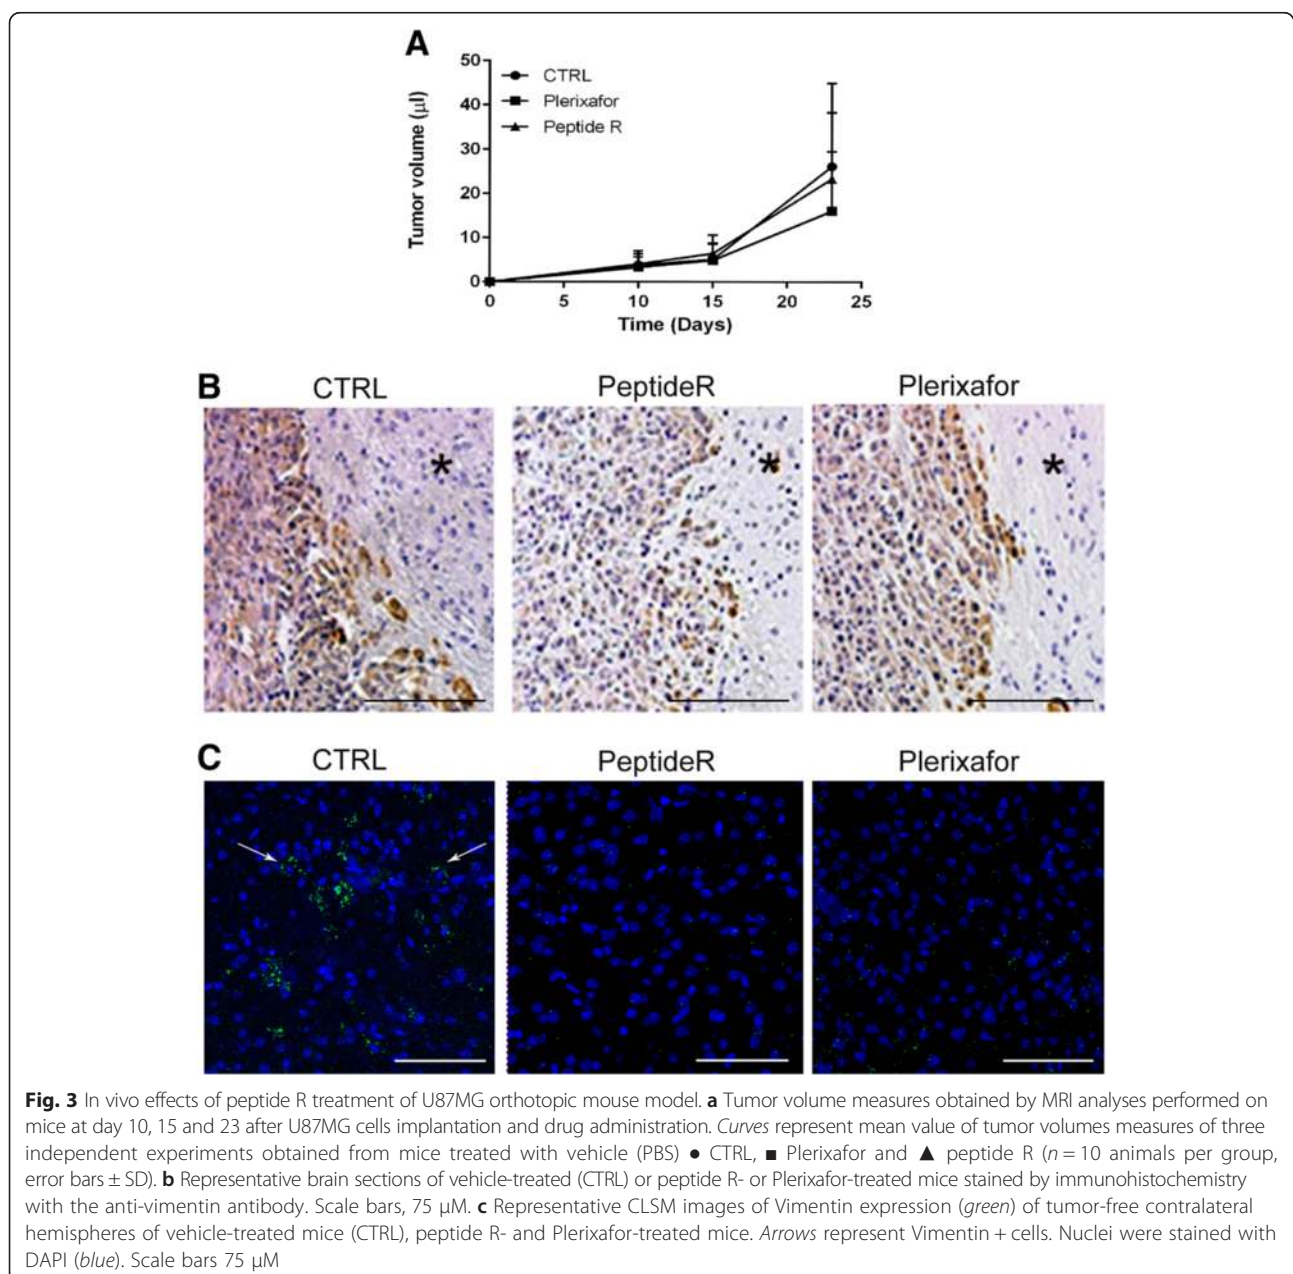 A
50
40
30
20
10
0
Tumor volume (µl)
CTRL
Plerixafor
Peptide R
0 5 10 15 20 25
Time (Days)
B
CTRL PeptideR Plerixafor
* * *
C
CTRL PeptideR Plerixafor
Fig. 3 In vivo effects of peptide R treatment of U87MG orthotopic mouse model. a Tumor volume measures obtained by MRI analyses performed on
mice at day 10, 15 and 23 after U87MG cells implantation and drug administration. Curves represent mean value of tumor volumes measures of three
independent experiments obtained from mice treated with vehicle (PBS) ● CTRL, ■ Plerixafor and ▲ peptide R (n = 10 animals per group,
error bars ± SD). b Representative brain sections of vehicle-treated (CTRL) or peptide R- or Plerixafor-treated mice stained by immunohistochemistry
with the anti-vimentin antibody. Scale bars, 75 µM. c Representative CLSM images of Vimentin expression (green) of tumor-free contralateral
hemispheres of vehicle-treated mice (CTRL), peptide R- and Plerixafor-treated mice. Arrows represent Vimentin + cells. Nuclei were stained with
DAPI (blue). Scale bars 75 µM